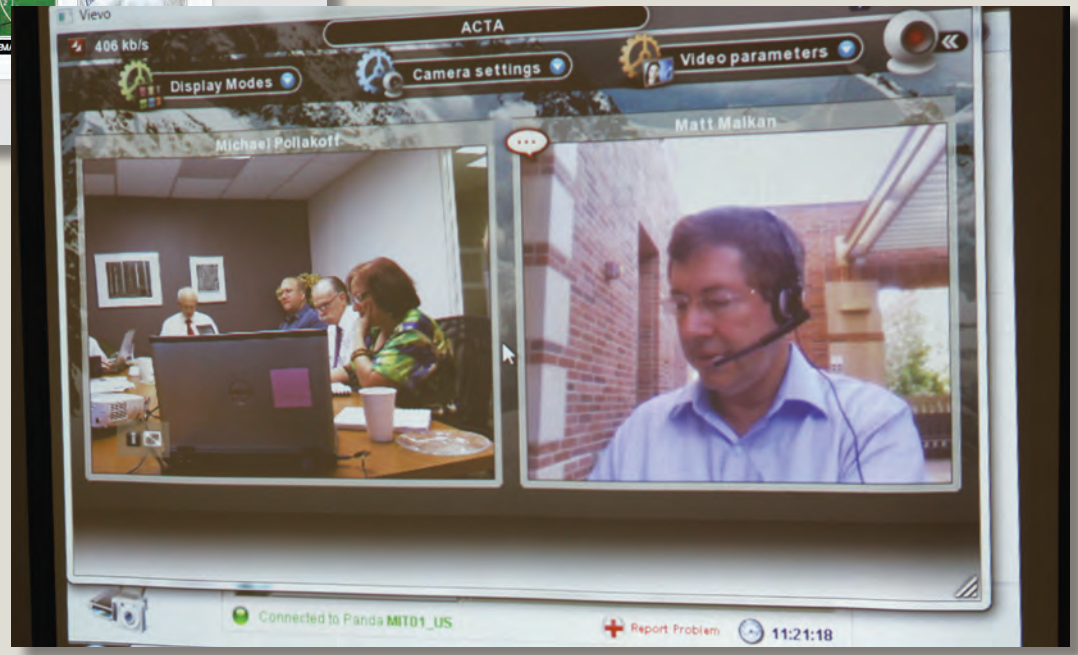 Vievo
ACTA
406 kb/s
Display Modes
Camera settings
Video parameters
Michael Poliakoff
Matt Malkan
Connected to Panda MIT01_US
Report Problem
11:21:18